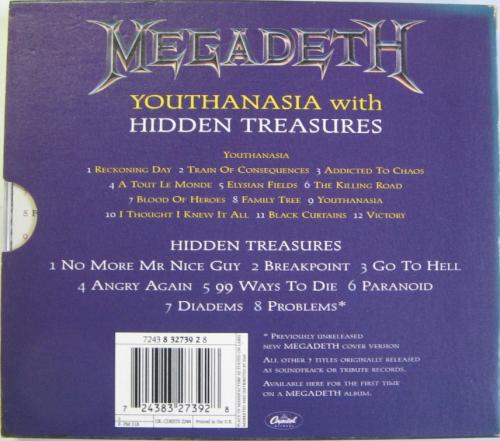 MEGADETH
YOUTHANASIA with
HIDDEN TREASURES
YOUTHANASIA
1 RECKONING DAY 2 TRAIN OF CONSEQUENCES 3 ADDICTED TO CHAOS
4 A TOUT LE MONDE 5 ELYSIAN FIELDS 6 THE KILLING ROAD
7 BLOOD OF HEROES 8 FAMILY TREE 9 YOUTHANASIA
10 I THOUGHT I KNEW IT ALL 11 BLACK CURTAINS 12 VICTORY
HIDDEN TREASURES
1 NO MORE MR NICE GUY 2 BREAKPOINT 3 GO TO HELL
4 ANGRY AGAIN 5 99 WAYS TO DIE 6 PARANOID
7 DIADEMS 8 PROBLEMS*
7243 8 32739 2 8
7 24383 27392 8
Printed in the U.K.
* PREVIOUSLY UNRELEASED
NEW MEGADETH COVER VERSION
ALL OTHER 7 TITLES ORIGINALLY RELEASED
AS SOUNDTRACK OR TRIBUTE RECORDS.
AVAILABLE HERE FOR THE FIRST TIME
ON A MEGADETH ALBUM.
Capitol